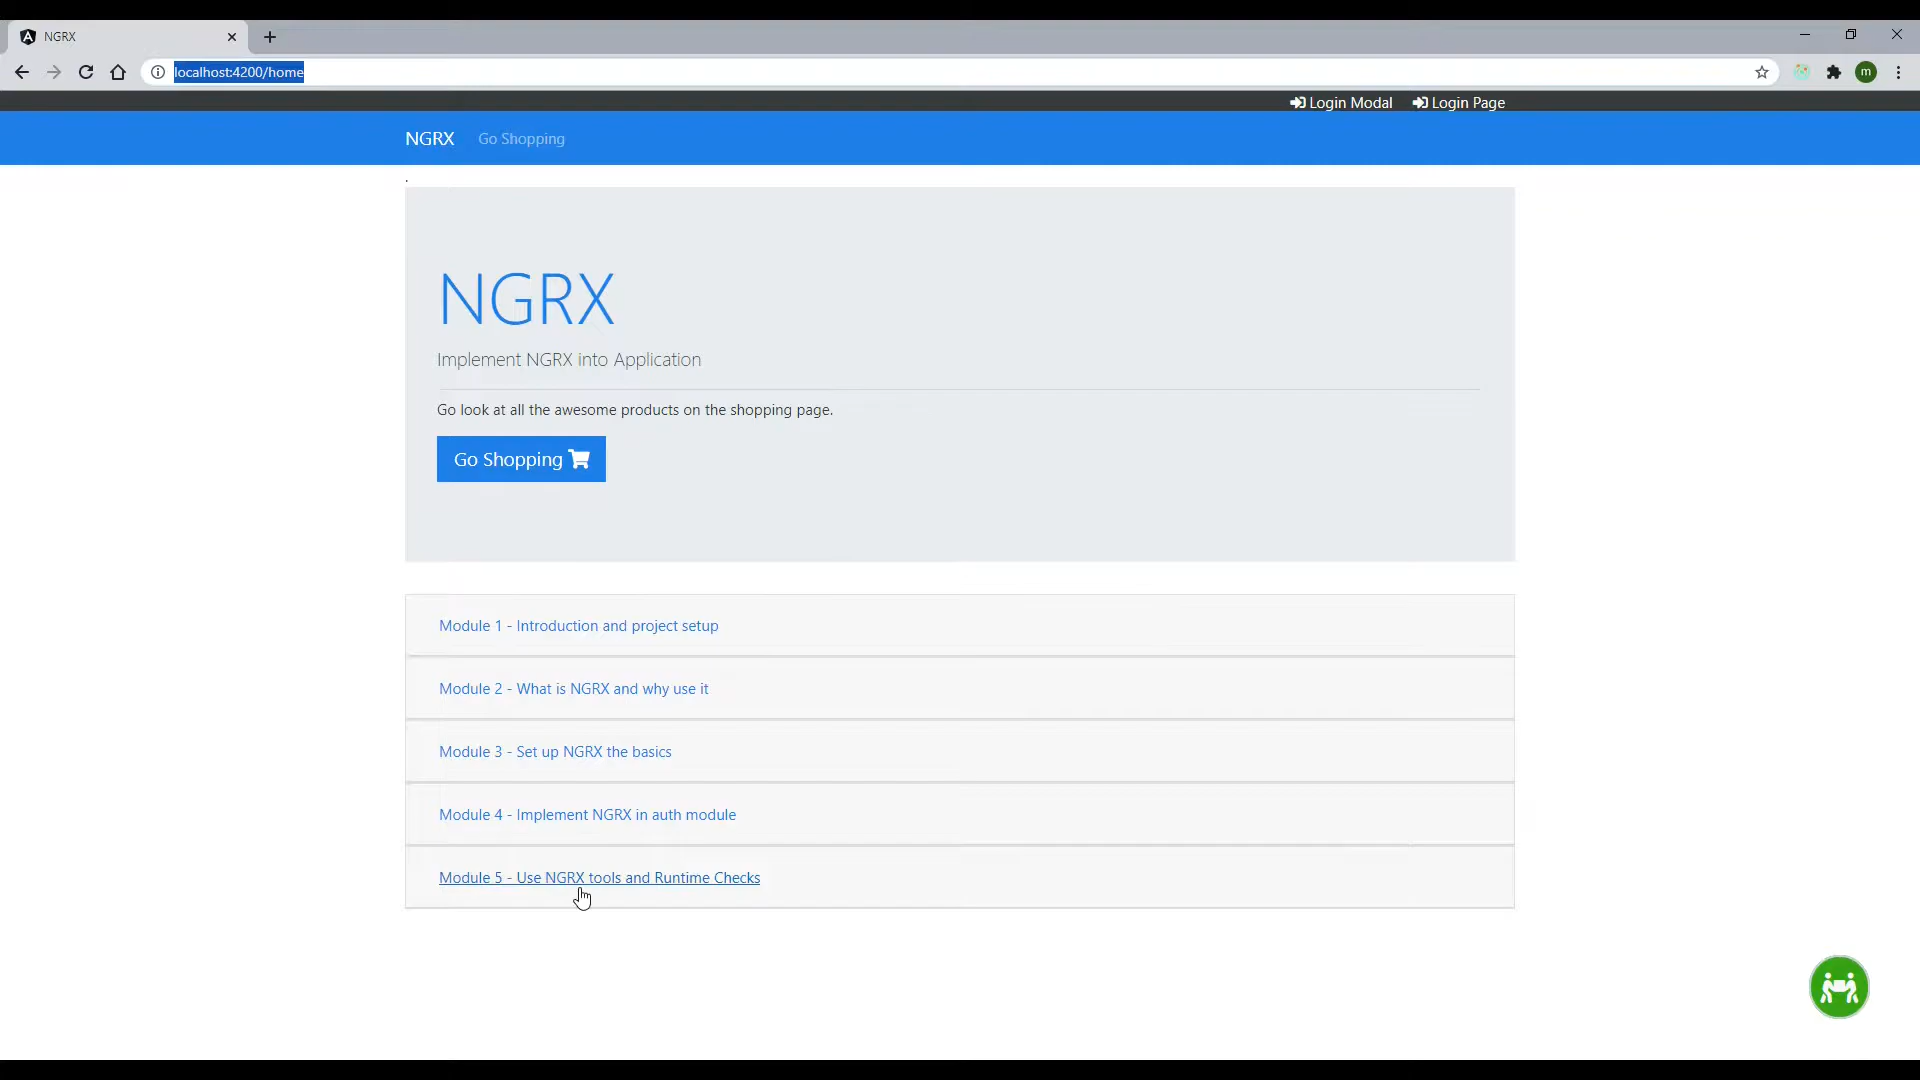 NGRX
localhost:4200/home
m
Login Modal Login Page
NGRX Go Shopping
.
NGRX
Implement NGRX into Application
Go look at all the awesome products on the shopping page.
Go Shopping
Module 1 - Introduction and project setup
Module 2 - What is NGRX and why use it
Module 3 - Set up NGRX the basics
Module 4 - Implement NGRX in auth module
Module 5 - Use NGRX tools and Runtime Checks